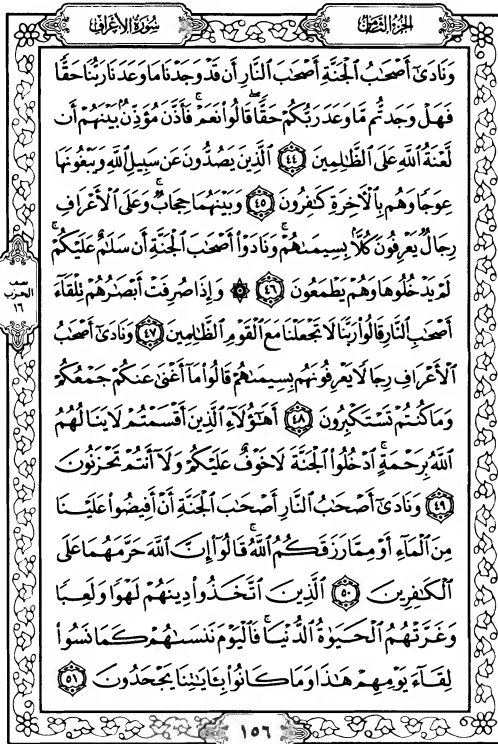 سورة الأعراف
الجزء الثامن
وَنَادَىٰٓ أَصْحَٰبُ ٱلْجَنَّةِ أَصْحَٰبَ ٱلنَّارِ أَن قَدْ وَجَدْنَا مَا وَعَدَنَا رَبُّنَا حَقًّا
فَهَلْ وَجَدتُّم مَّا وَعَدَ رَبُّكُمْ حَقًّا ۖ قَالُوا۟ نَعَمْ ۚ فَأَذَّنَ مُؤَذِّنٌۢ بَيْنَهُمْ أَن
لَّعْنَةُ ٱللَّهِ عَلَى ٱلظَّٰلِمِينَ ٤٤ ٱلَّذِينَ يَصُدُّونَ عَن سَبِيلِ ٱللَّهِ وَيَبْغُونَهَا
عِوَجًا وَهُم بِٱلْءَاخِرَةِ كَٰفِرُونَ ٤٥ وَبَيْنَهُمَا حِجَابٌ ۚ وَعَلَى ٱلْأَعْرَافِ
رِجَالٌ يَعْرِفُونَ كُلًّۢا بِسِيمَىٰهُمْ ۚ وَنَادَوْا۟ أَصْحَٰبَ ٱلْجَنَّةِ أَن سَلَٰمٌ عَلَيْكُمْ ۚ
لَمْ يَدْخُلُوهَا وَهُمْ يَطْمَعُونَ ٤٦ ۞ وَإِذَا صُرِفَتْ أَبْصَٰرُهُمْ تِلْقَآءَ
أَصْحَٰبِ ٱلنَّارِ قَالُوا۟ رَبَّنَا لَا تَجْعَلْنَا مَعَ ٱلْقَوْمِ ٱلظَّٰلِمِينَ ٤٧ وَنَادَىٰٓ أَصْحَٰبُ
ٱلْأَعْرَافِ رِجَالًا يَعْرِفُونَهُم بِسِيمَىٰهُمْ قَالُوا۟ مَآ أَغْنَىٰ عَنكُمْ جَمْعُكُمْ
وَمَا كُنتُمْ تَسْتَكْبِرُونَ ٤٨ أَهَٰٓؤُلَآءِ ٱلَّذِينَ أَقْسَمْتُمْ لَا يَنَالُهُمُ
ٱللَّهُ بِرَحْمَةٍ ۚ ٱدْخُلُوا۟ ٱلْجَنَّةَ لَا خَوْفٌ عَلَيْكُمْ وَلَآ أَنتُمْ تَحْزَنُونَ
٤٩ وَنَادَىٰٓ أَصْحَٰبُ ٱلنَّارِ أَصْحَٰبَ ٱلْجَنَّةِ أَنْ أَفِيضُوا۟ عَلَيْنَا
مِنَ ٱلْمَآءِ أَوْ مِمَّا رَزَقَكُمُ ٱللَّهُ ۚ قَالُوٓا۟ إِنَّ ٱللَّهَ حَرَّمَهُمَا عَلَى
ٱلْكَٰفِرِينَ ٥٠ ٱلَّذِينَ ٱتَّخَذُوا۟ دِينَهُمْ لَهْوًا وَلَعِبًا
وَغَرَّتْهُمُ ٱلْحَيَوٰةُ ٱلدُّنْيَا ۚ فَٱلْيَوْمَ نَنسَىٰهُمْ كَمَا نَسُوا۟
لِقَآءَ يَوْمِهِمْ هَٰذَا وَمَا كَانُوا۟ بِـَٔايَٰتِنَا يَجْحَدُونَ ٥١
نصف
الحزب
١٦
١٥٦